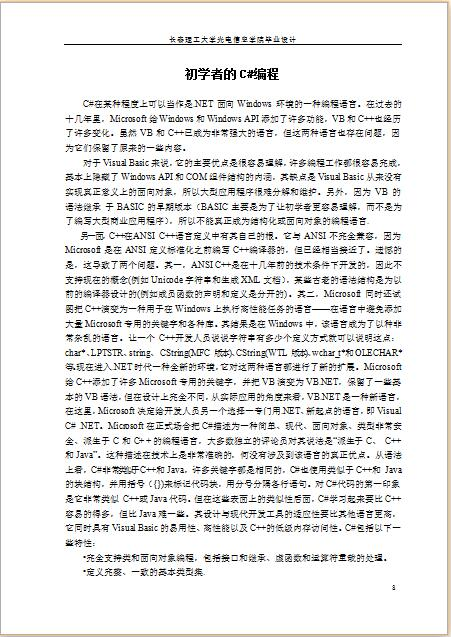 长春理工大学光电信息学院毕业设计
初学者的C#编程
C#在某种程度上可以当作是.NET 面向 Windows 环境的一种编程语言。在过去的
十几年里，Microsoft 给 Windows 和 Windows API 添加了许多功能，VB 和 C++也经历
了许多变化。虽然 VB 和 C++已成为非常强大的语言，但这两种语言也存在问题，因
为它们保留了原来的一些内容。
对于 Visual Basic 来说，它的主要优点是很容易理解，许多编程工作都很容易完成，
基本上隐藏了 Windows API 和 COM 组件结构的内涵，其缺点是 Visual Basic 从来没有
实现真正意义上的面向对象，所以大型应用程序很难分解和维护。另外，因为 VB 的
语法继承 于 BASIC 的早期版本（BASIC 主要是为了让初学者更容易理解，而不是为
了编写大型商业应用程序），所以不能真正成为结构化或面向对象的编程语言.
另一面，C++在ANSI C++语言定义中有其自己的根。它与 ANSI 不完全兼容，因为
Microsoft 是在 ANSI 定义标准化之前编写 C++编译器的，但已经相当接近了。遗憾的
是，这导致了两个问题。其一，ANSI C++是在十几年前的技术条件下开发的，因此不
支持现在的概念(例如 Unicode 字符串和生成 XML 文档)，某些古老的语法结构是为以
前的编译器设计的(例如成员函数的声明和定义是分开的)。其二，Microsoft 同时还试
图把 C++演变为一种用于在 Windows 上执行高性能任务的语言——在语言中避免添加
大量 Microsoft 专用的关键字和各种库。其结果是在 Windows 中，该语言成为了以种非
常杂乱的语言。让一个 C++开发人员说说字符串有多少个定义方式就可以说明这点：
char*、LPTSTR、string、CString(MFC 版本)、CString(WTL 版本)、wchar_t*和 OLECHAR*
等。现在进入.NET 时代一种全新的环境，它对这两种语言都进行了新的扩展。Microsoft
给 C++添加了许多 Microsoft 专用的关键字，并把 VB 演变为 VB.NET，保留了一些基
本的 VB 语法，但在设计上完全不同，从实际应用的角度来看，VB.NET 是一种新语言，
在这里，Microsoft 决定给开发人员另一个选择一专门用.NET、新起点的语言，即 Visual
C# .NET。Microsoft 在正式场合把 C#描述为一种简单、现代、面向对象、类型非常安
全、派生于 C 和 C++的编程语言，大多数独立的评论员对其说法是“派生于 C、 C++
和 Java”。这种描述在技术上是非常准确的，何没有涉及到该语言的真正优点。从语法
上看，C#非常类似于C++和 Java，许多关键字都是相同的，C#也使用类似于 C++和 Java
的块结构，并用括号（{}）来标记代码块，用分号分隔各行语句。对 C#代码的第一印象
是它非常类似 C++或 Java 代码。但在这些表面上的类似性后面，C#学习起来要比 C++
容易的得多，但比 Java 难一些。其设计与现代开发工具的适应性要比其他语言更高，
它同时具有 Visual Basic 的易用性、高性能以及 C++的低级内存访问性。C#包括以下一
些特性：
*完全支持类和面向对象编程，包括接口和继承、虚函数和运算符重载的处理。
*定义完整、一致的基本类型集.
8